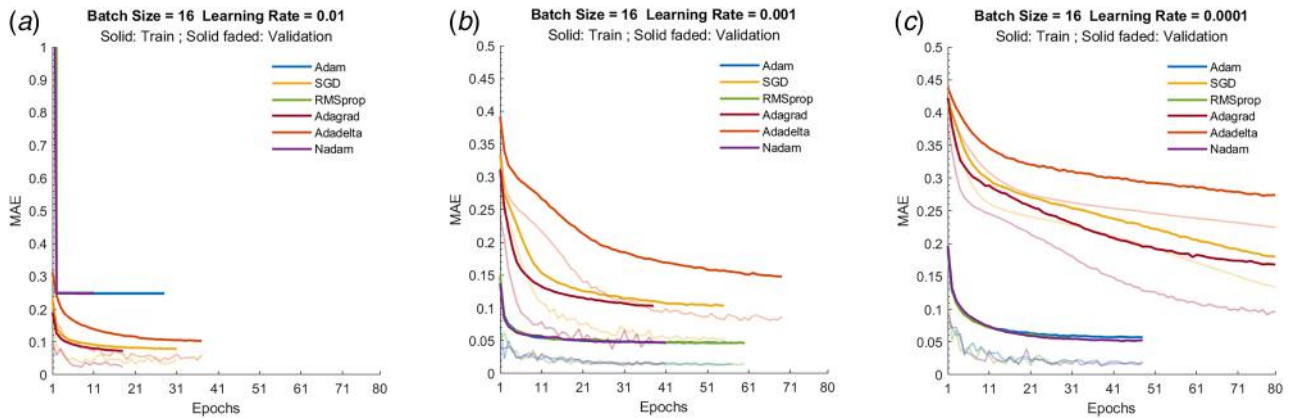 (a)
Batch Size = 16 Learning Rate = 0.01
Solid: Train ; Solid faded: Validation
1
0.9
0.8
0.7
0.6
0.5
0.4
0.3
0.2
0.1
0
MAE
Adam
SGD
RMSprop
Adagrad
Adadelta
Nadam
1 11 21 31 41 51 61 71 80
Epochs
(b)
Batch Size = 16 Learning Rate = 0.001
Solid: Train ; Solid faded: Validation
0.5
0.45
0.4
0.35
0.3
0.25
0.2
0.15
0.1
0.05
0
MAE
Adam
SGD
RMSprop
Adagrad
Adadelta
Nadam
1 11 21 31 41 51 61 71 80
Epochs
(c)
Batch Size = 16 Learning Rate = 0.0001
Solid: Train ; Solid faded: Validation
0.5
0.45
0.4
0.35
0.3
0.25
0.2
0.15
0.1
0.05
0
MAE
Adam
SGD
RMSprop
Adagrad
Adadelta
Nadam
1 11 21 31 41 51 61 71 80
Epochs